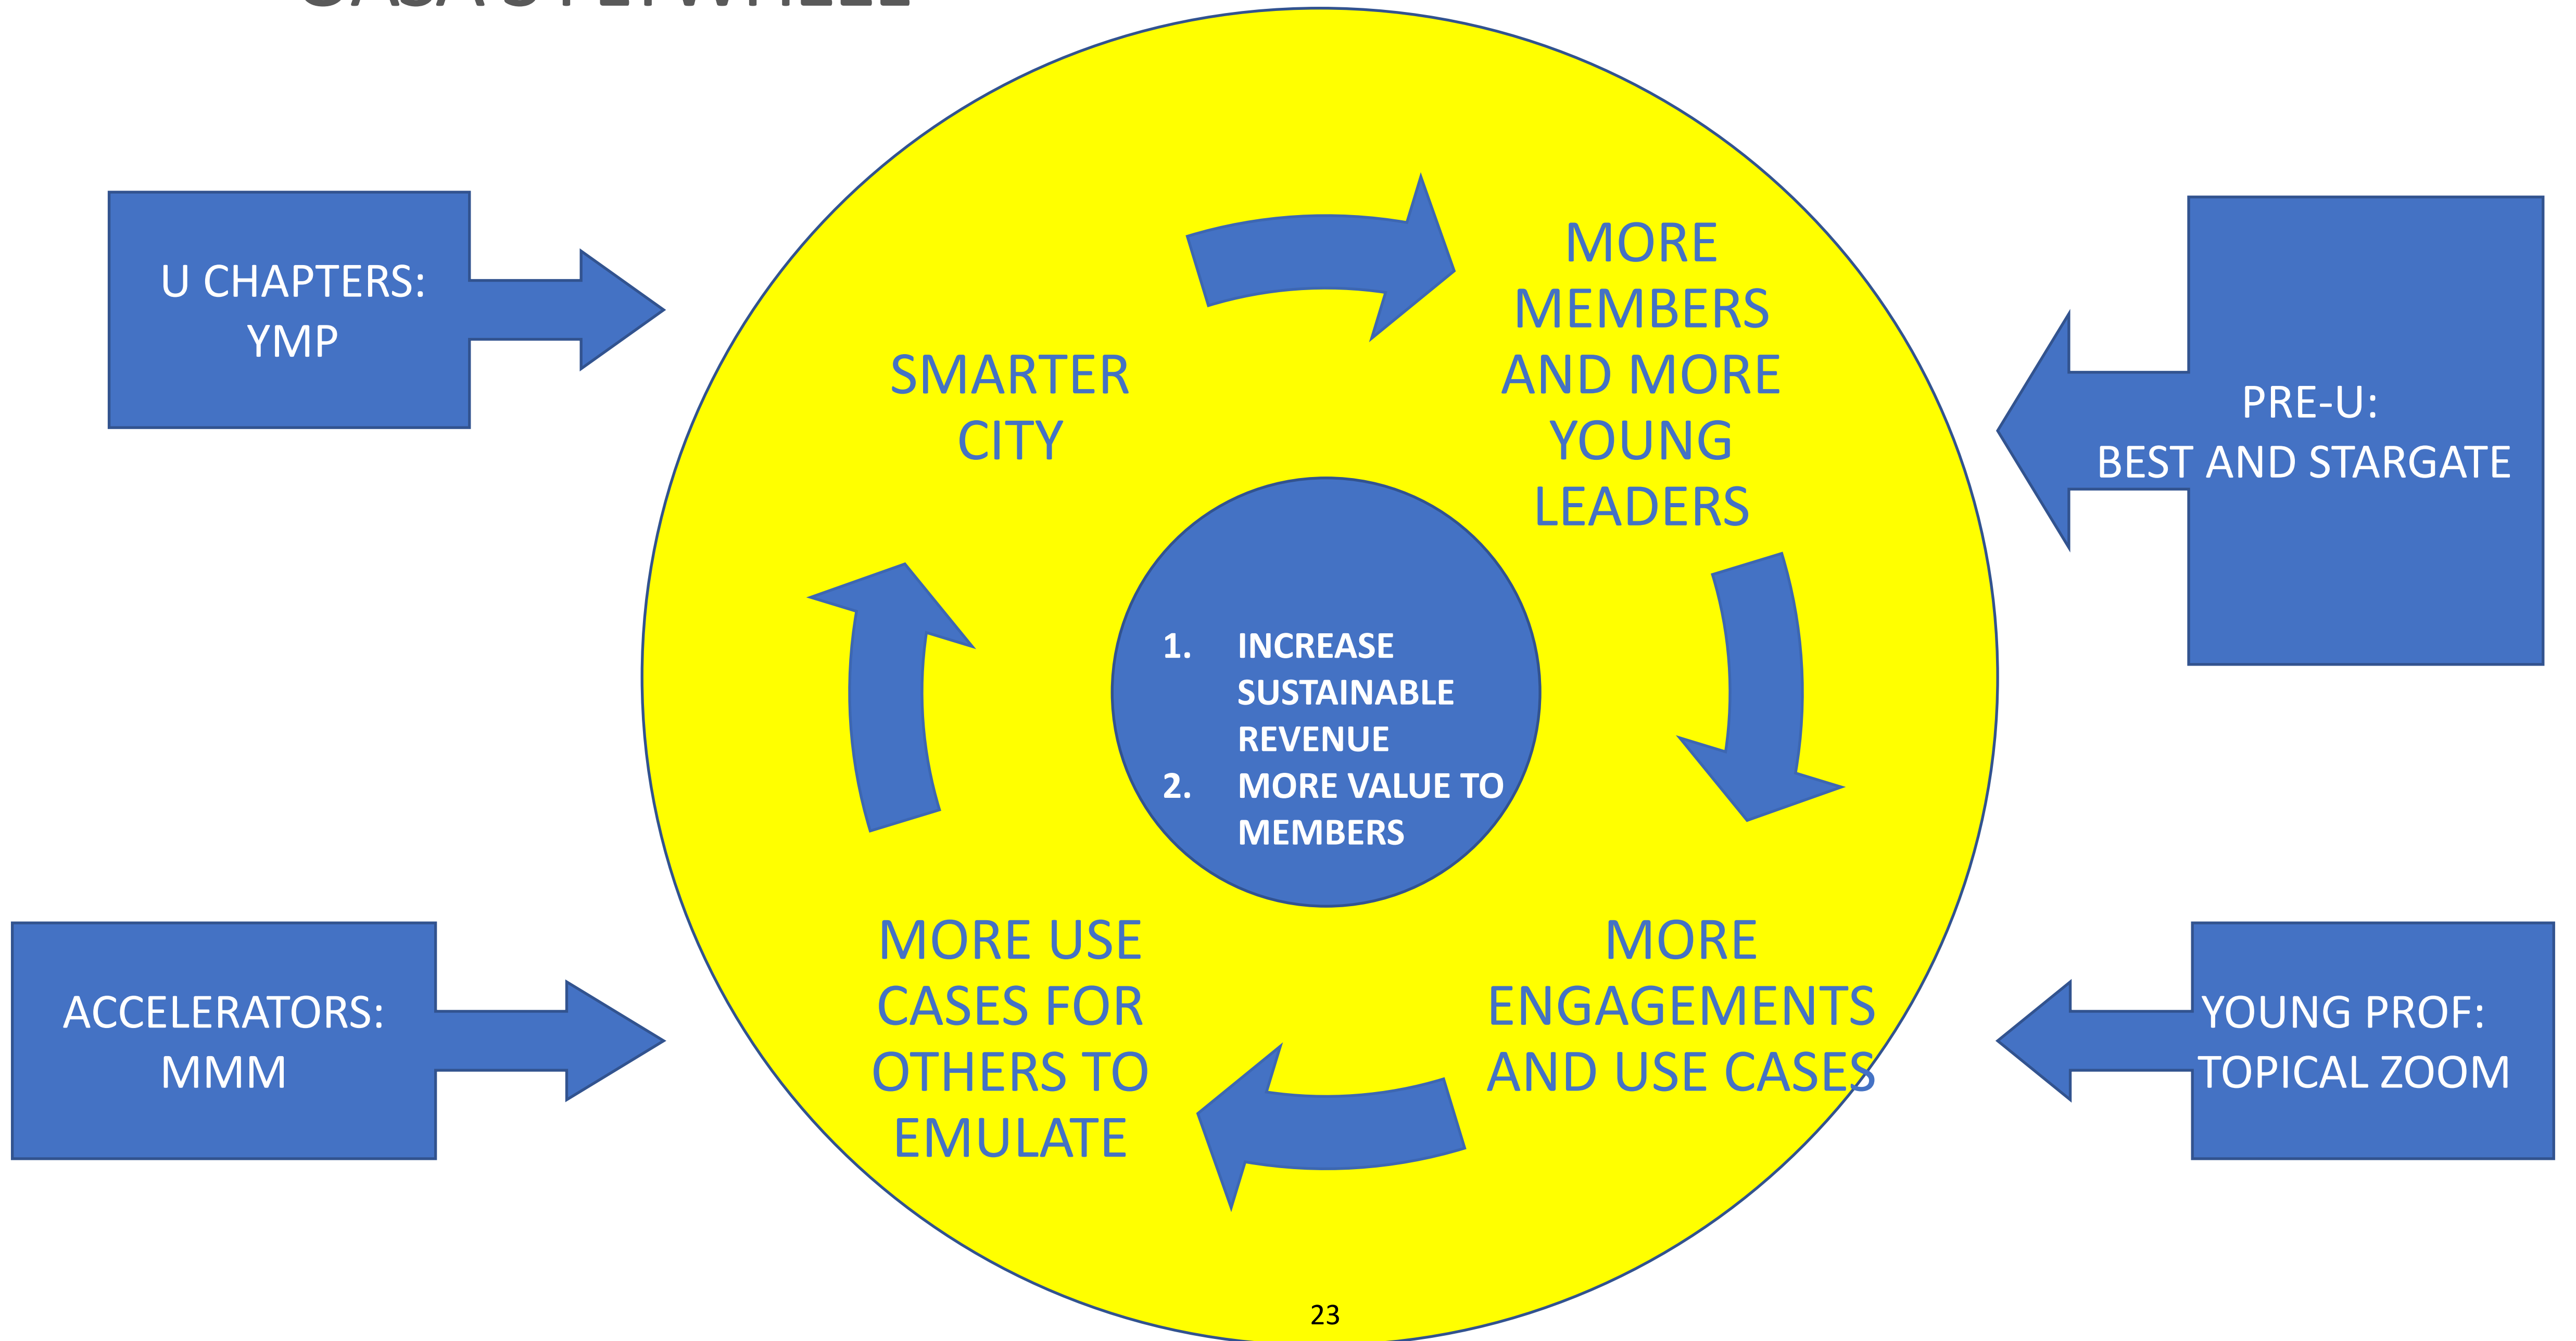 U CHAPTERS:
YMP
SMARTER
CITY
MORE
MEMBERS
AND MORE
YOUNG
LEADERS
PRE-U:
BEST AND STARGATE
1. INCREASE
SUSTAINABLE
REVENUE
2. MORE VALUE TO
MEMBERS
ACCELERATORS:
MMM
MORE USE
CASES FOR
OTHERS TO
EMULATE
MORE
ENGAGEMENTS
AND USE CASES
YOUNG PROF:
TOPICAL ZOOM
23